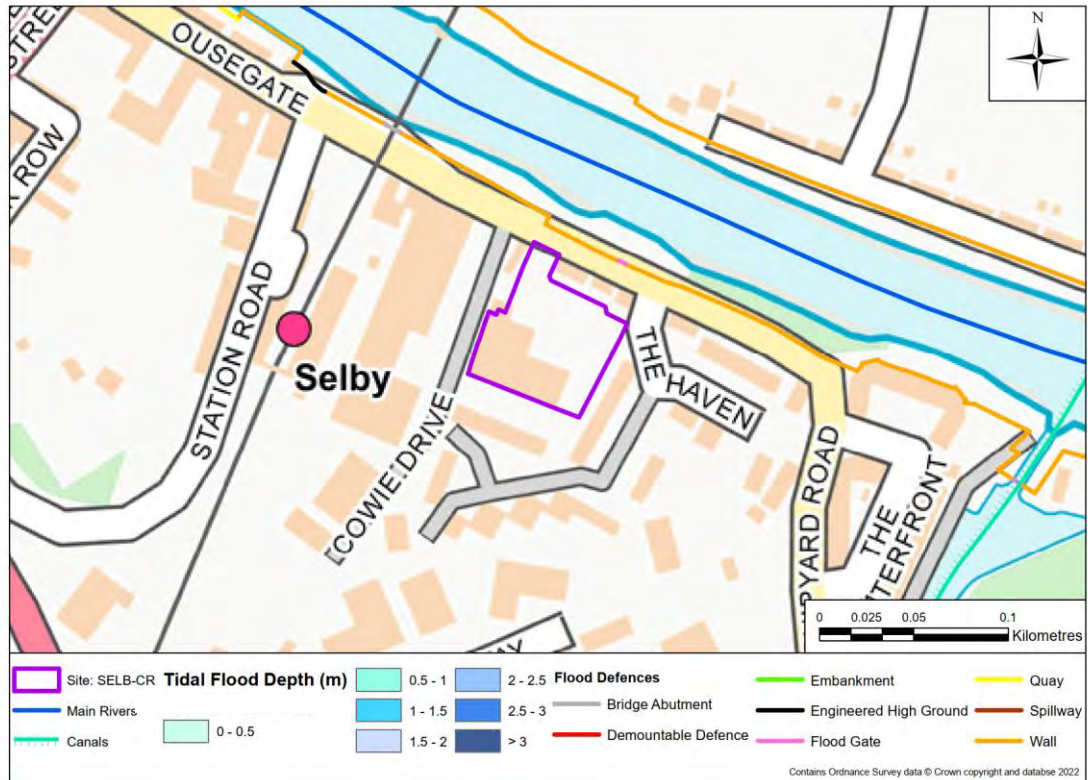 N
OUSEGATE
ROW
STATION ROAD
Selby
COWIE DRIVE
THE HAVEN
THE
0 0.025 0.05 0.1
Kilometres
Site: SELB-CR
Main Rivers
Canals
Tidal Flood Depth (m)
0 - 0.5
0.5 - 1
1 - 1.5
1.5 - 2
2 - 2.5
2.5 - 3
> 3
Flood Defences
Bridge Abutment
Demountable Defence
Embankment
Engineered High Ground
Flood Gate
Quay
Spillway
Wall
Contains Ordnance Survey data © Crown copyright and databse 2022